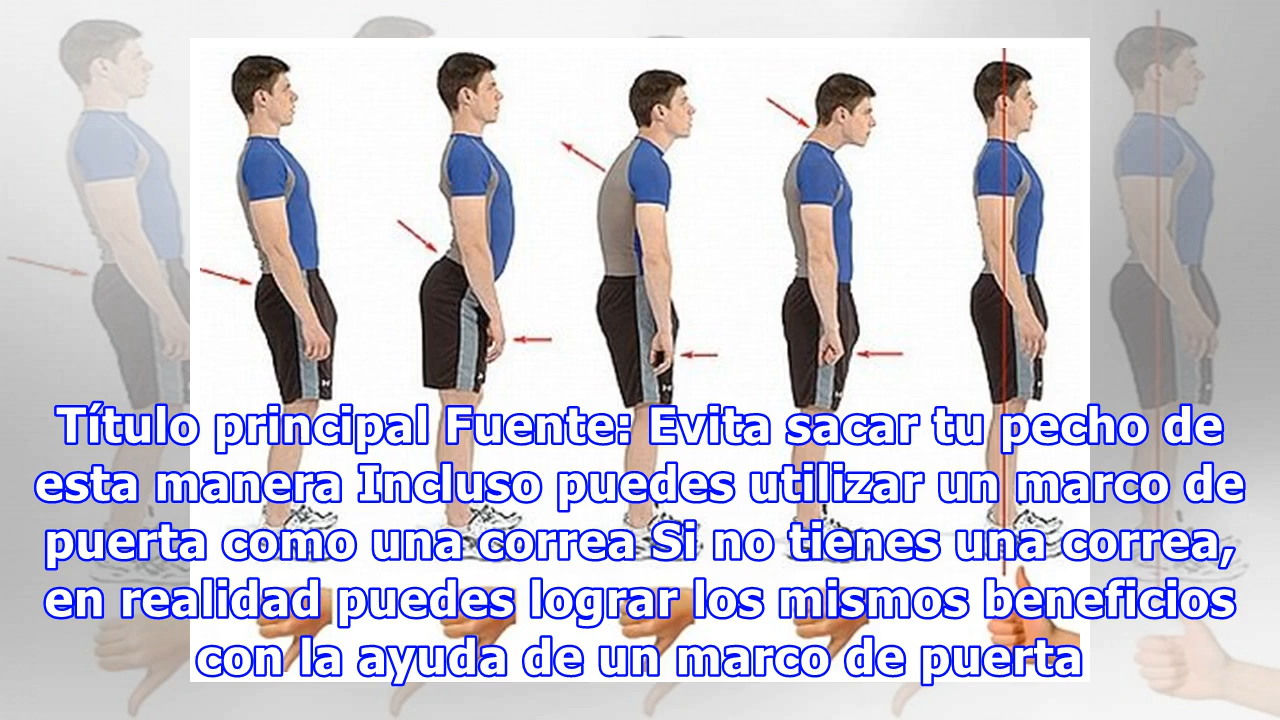 Título principal Fuente: Evita sacar tu pecho de
esta manera Incluso puedes utilizar un marco de
puerta como una correa Si no tienes una correa,
en realidad puedes lograr los mismos beneficios
con la ayuda de un marco de puerta